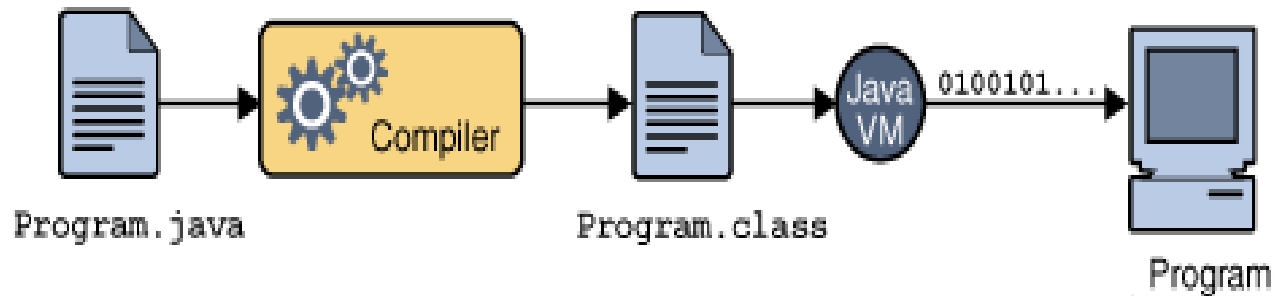 Program.java
Compiler
Program.class
Java
VM
0100101...
Program